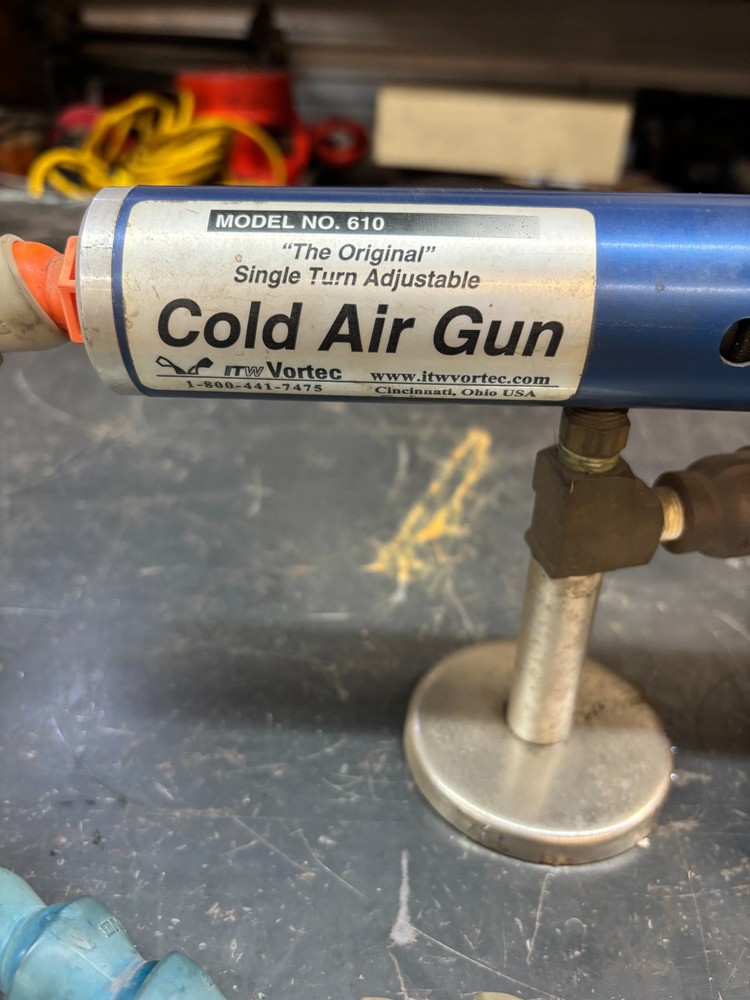 MODEL NO. 610
“The Original”
Single Turn Adjustable
Cold Air Gun
ITW Vortec www.itwvortec.com
1-800-441-7475 Cincinnati, Ohio USA